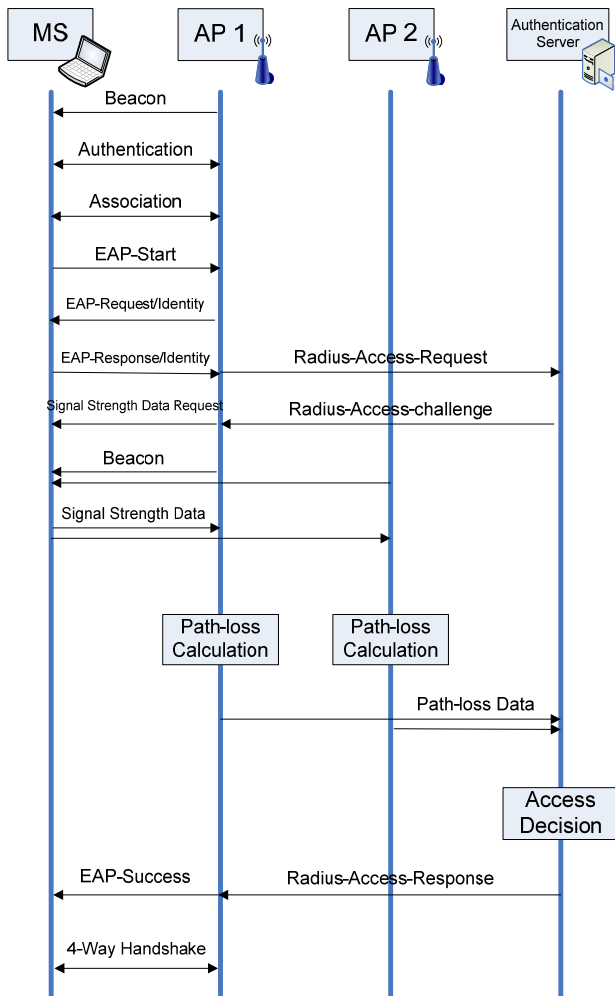 MS
AP 1
AP 2
Authentication
Server
Beacon
Authentication
Association
EAP-Start
EAP-Request/Identity
EAP-Response/Identity
Radius-Access-Request
Signal Strength Data Request
Radius-Access-challenge
Beacon
Signal Strength Data
Path-loss
Calculation
Path-loss
Calculation
Path-loss Data
Access
Decision
EAP-Success
Radius-Access-Response
4-Way Handshake